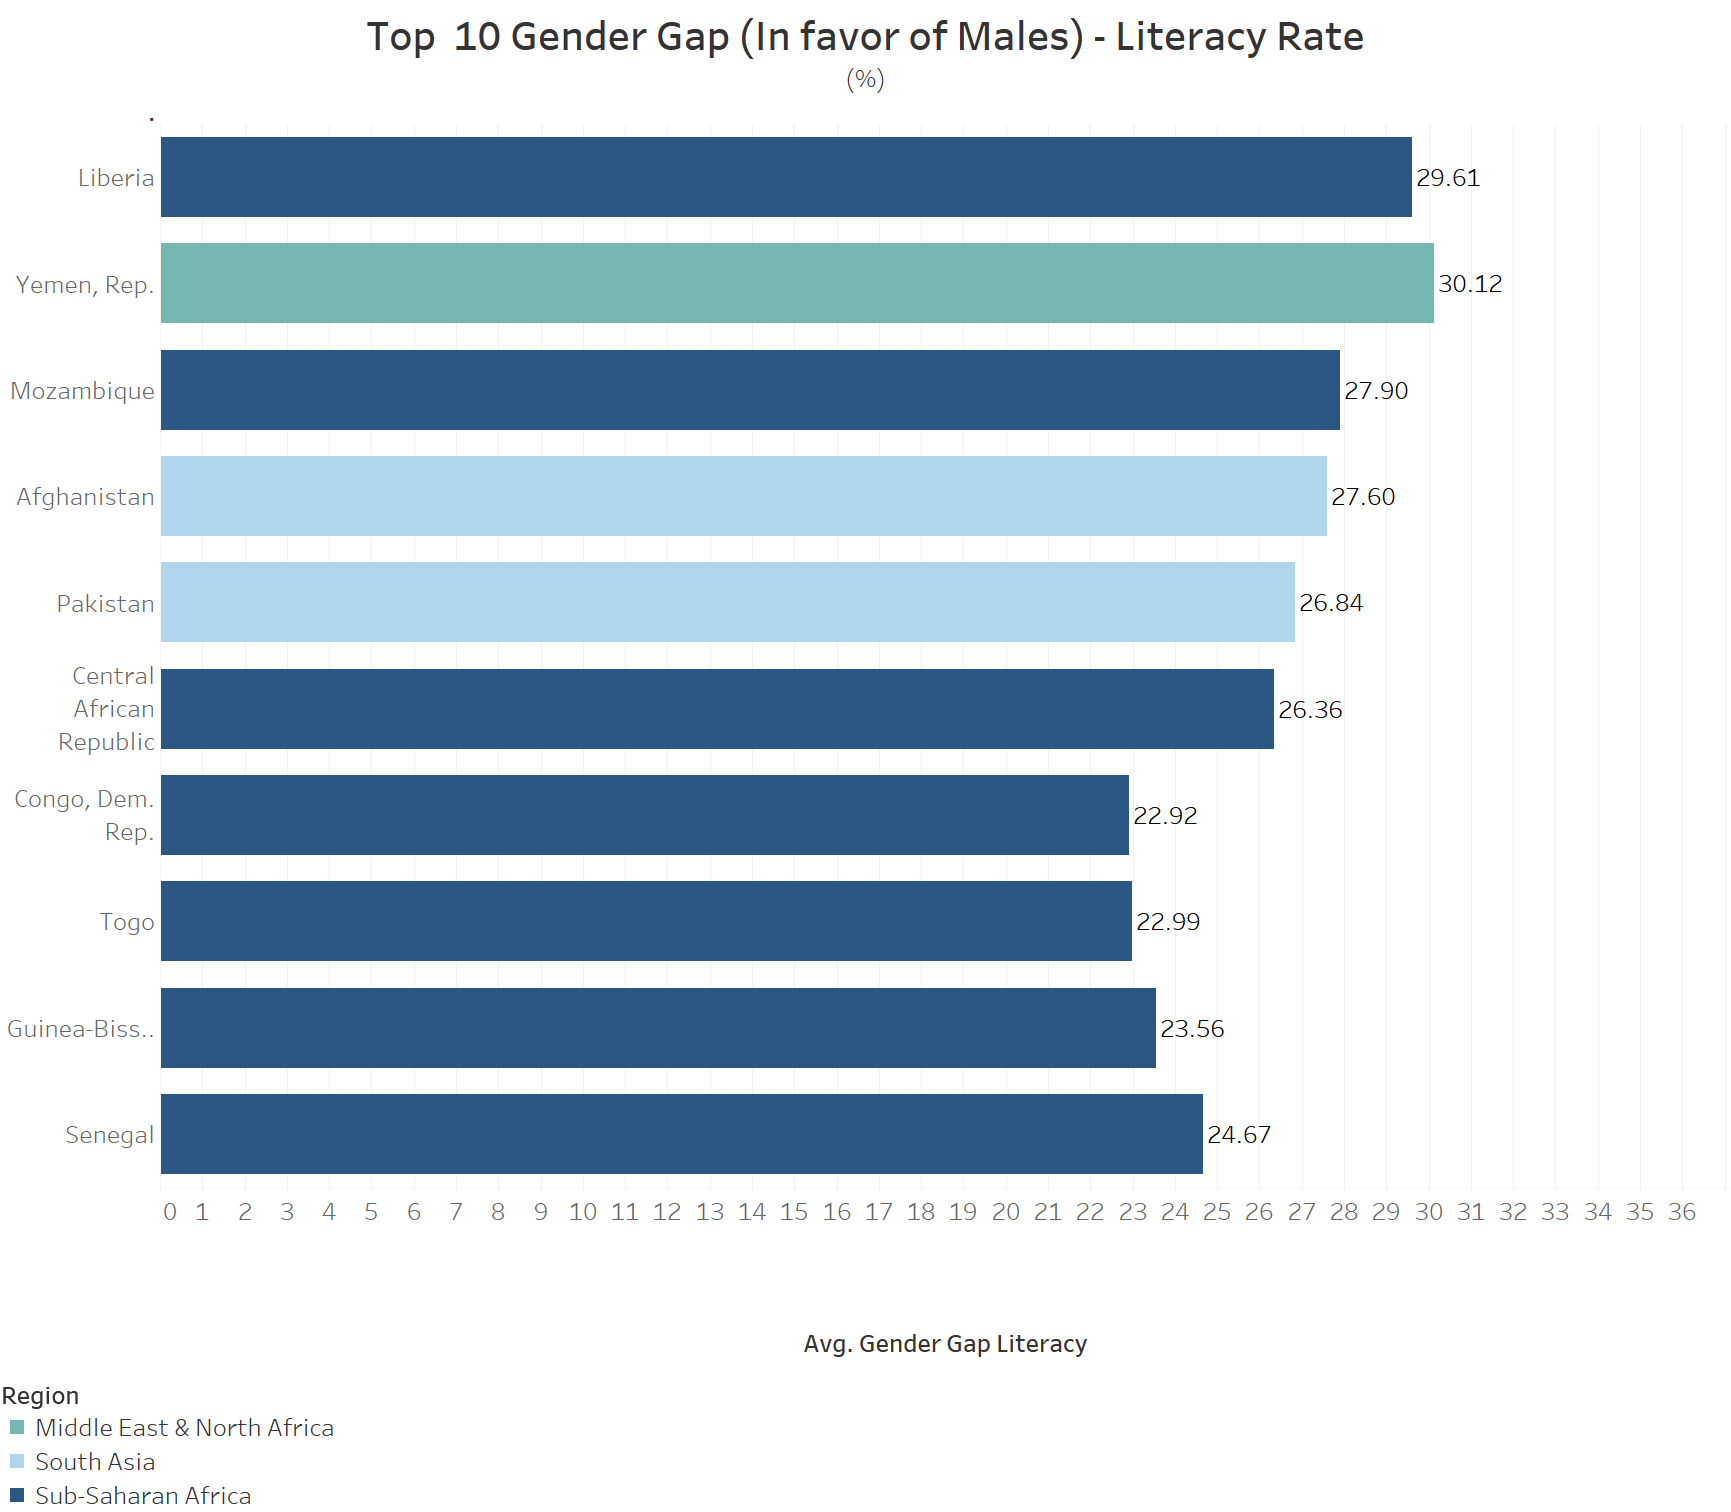 Top 10 Gender Gap (In favor of Males) - Literacy Rate
(%)
.
Liberia
29.61
Yemen, Rep.
30.12
Mozambique
27.90
Afghanistan
27.60
Pakistan
26.84
Central
African
Republic
26.36
Congo, Dem.
Rep.
22.92
Togo
22.99
Guinea-Biss..
23.56
Senegal
24.67
0 1 2 3 4 5 6 7 8 9 10 11 12 13 14 15 16 17 18 19 20 21 22 23 24 25 26 27 28 29 30 31 32 33 34 35 36
Avg. Gender Gap Literacy
Region
Middle East & North Africa
South Asia
Sub-Saharan Africa